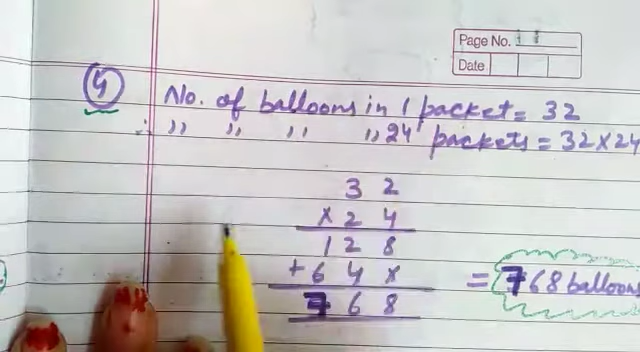 Page No. 11
Date
4
No. of balloons in 1 packet = 32
∴ ,, ,, ,, ,, 24 packets = 32 x 24
3 2
x 2 4
1 2 8
+ 6 4 x
7 6 8
= 768 balloons